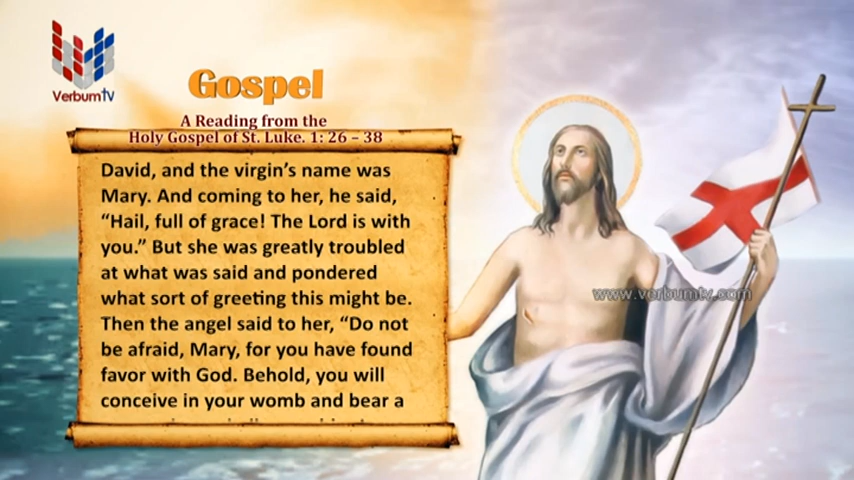 VerbumTV
Gospel
A Reading from the
Holy Gospel of St. Luke. 1: 26 – 38
David, and the virgin’s name was
Mary. And coming to her, he said,
“Hail, full of grace! The Lord is with
you.” But she was greatly troubled
at what was said and pondered
what sort of greeting this might be.
Then the angel said to her, “Do not
be afraid, Mary, for you have found
favor with God. Behold, you will
conceive in your womb and bear a
www.verbumtv.com